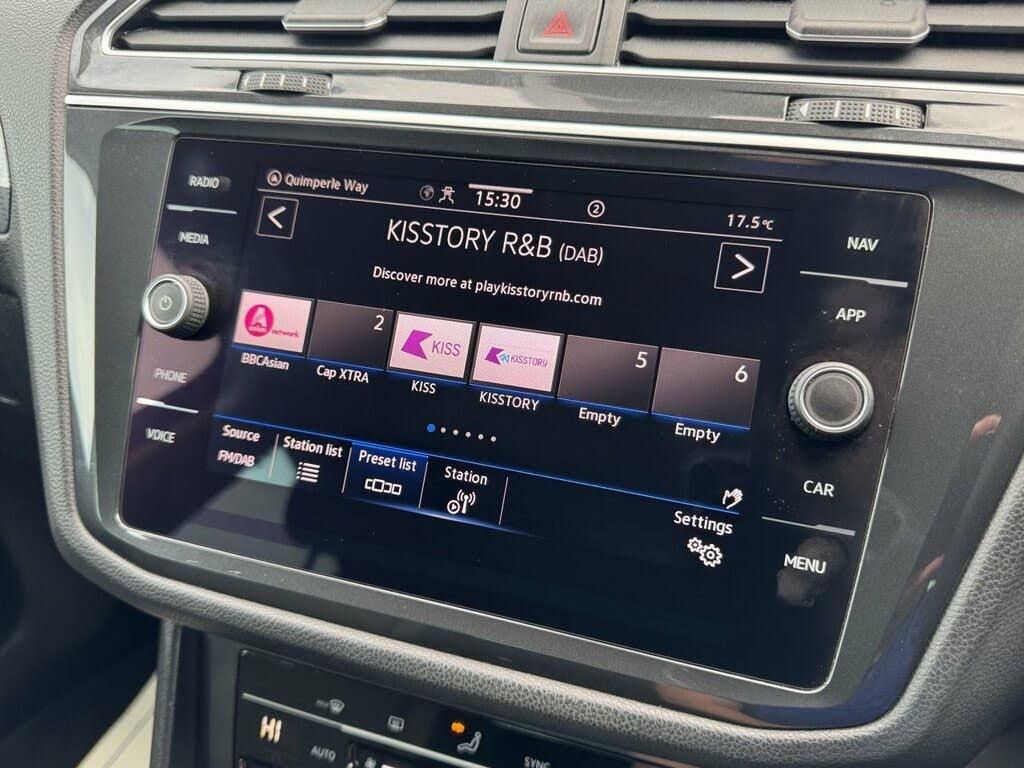 RADIO
MEDIA
PHONE
VOICE
Quimperle Way
15:30
2
17.5°C
KISSTORY R&B (DAB)
Discover more at playkisstoryrnb.com
asian network
2
KISS
KISSTORY
5
6
BBCAsian
Cap XTRA
KISS
KISSTORY
Empty
Empty
Source
FM/DAB
Station list
Preset list
Station
Settings
NAV
APP
CAR
MENU
HI
AUTO
SYNC